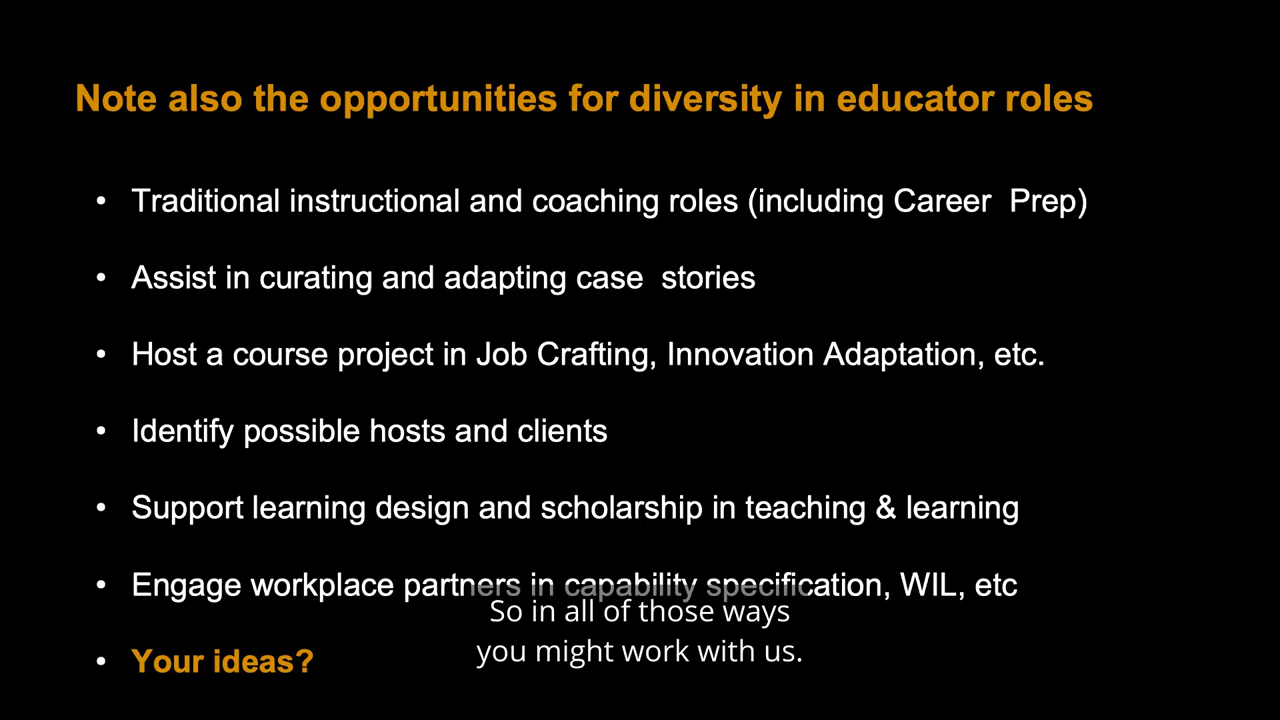 Note also the opportunities for diversity in educator roles
• Traditional instructional and coaching roles (including Career  Prep)
• Assist in curating and adapting case  stories
• Host a course project in Job Crafting, Innovation Adaptation, etc.
• Identify possible hosts and clients
• Support learning design and scholarship in teaching & learning
• Engage workplace partners in capability specification, WIL, etc
• Your ideas?
So in all of those ways
you might work with us.